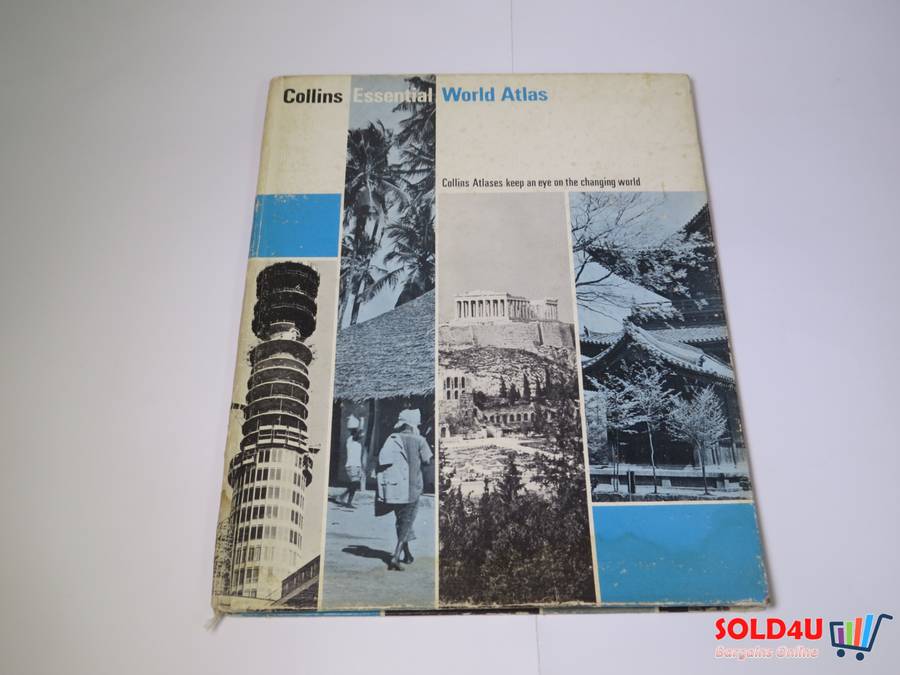 Collins Essential World Atlas
Collins Atlases keep an eye on the changing world
SOLD4U
Bargains Online